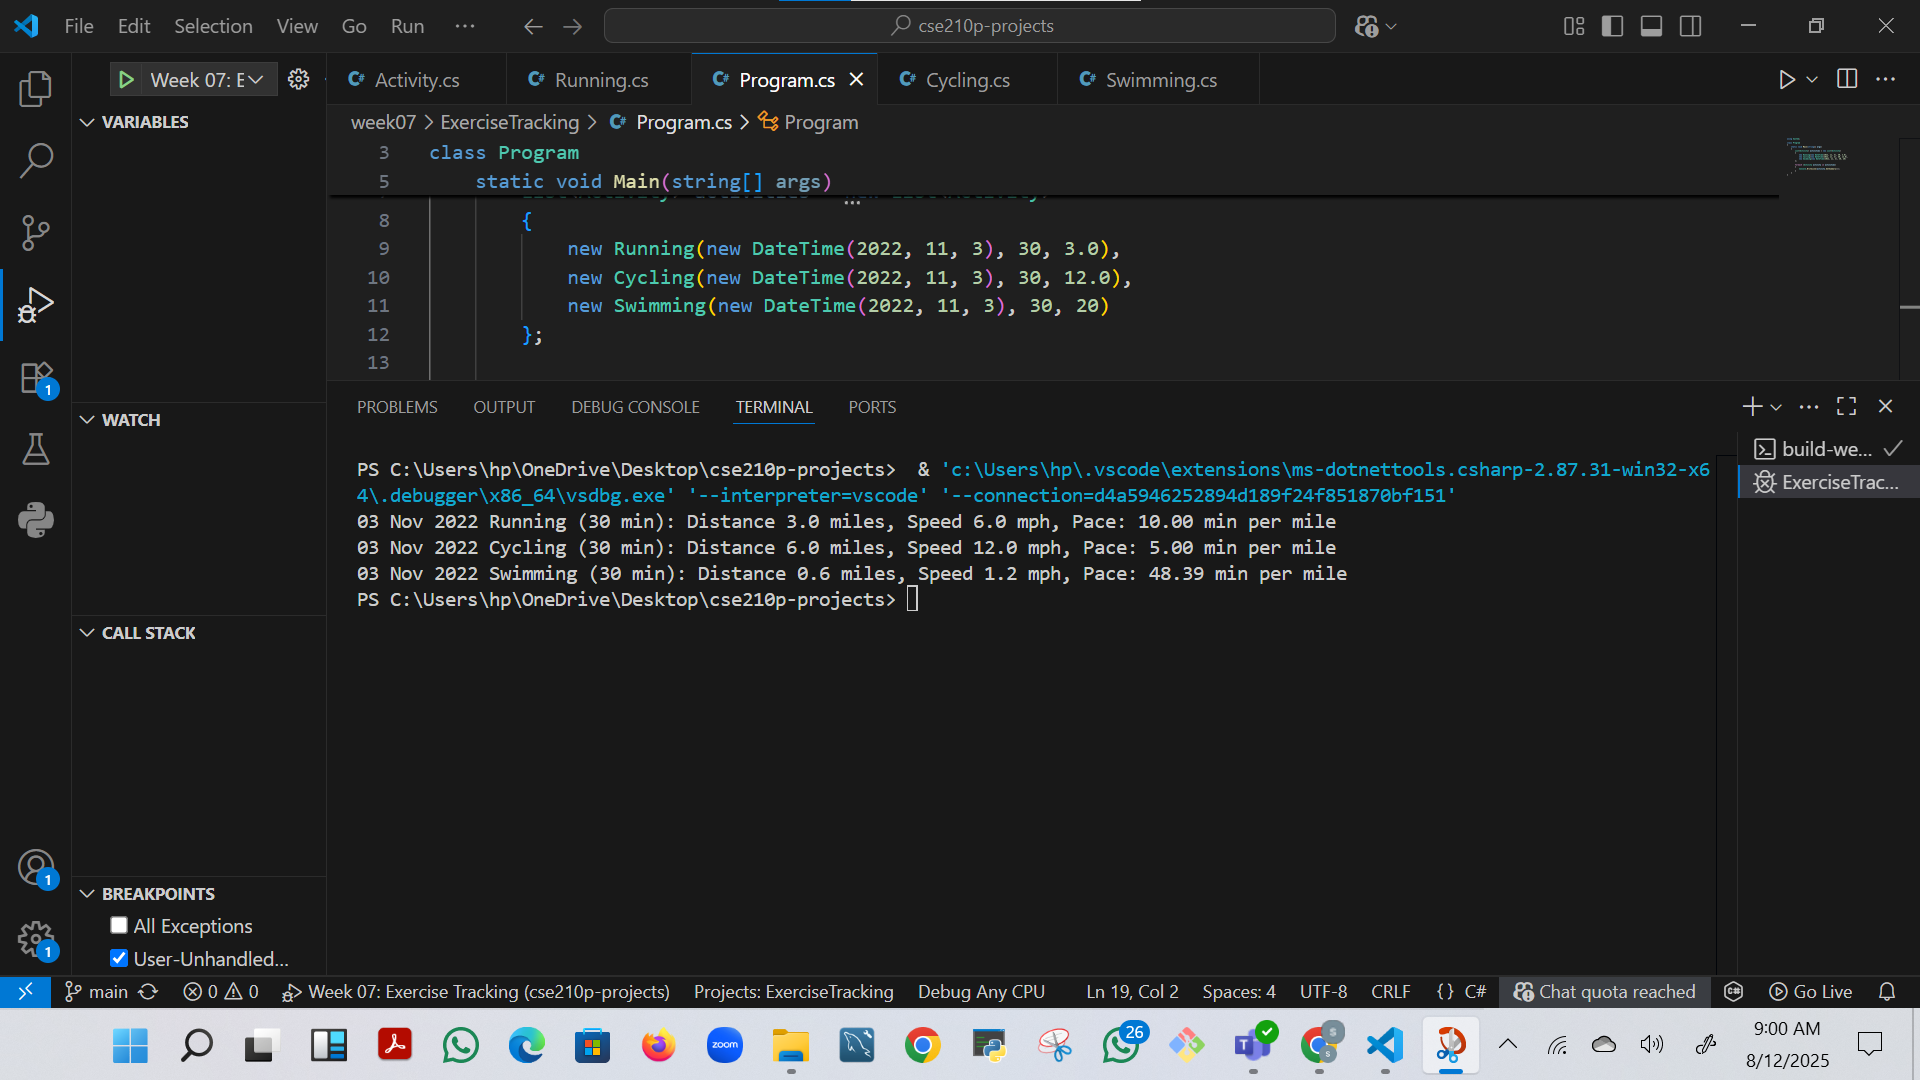 File Edit Selection View Go Run ··· cse210p-projects
Week 07: E
Activity.cs Running.cs Program.cs Cycling.cs Swimming.cs
VARIABLES
week07 > ExerciseTracking > Program.cs > Program
3 class Program
5 static void Main(string[] args)
8 {
9 new Running(new DateTime(2022, 11, 3), 30, 3.0),
10 new Cycling(new DateTime(2022, 11, 3), 30, 12.0),
11 new Swimming(new DateTime(2022, 11, 3), 30, 20)
12 };
13
PROBLEMS OUTPUT DEBUG CONSOLE TERMINAL PORTS
WATCH
build-we...
ExerciseTrac...
PS C:\Users\hp\OneDrive\Desktop\cse210p-projects> & 'c:\Users\hp\.vscode\extensions\ms-dotnettools.csharp-2.87.31-win32-x6
4\.debugger\x86_64\vsdbg.exe' '--interpreter=vscode' '--connection=d4a5946252894d189f24f851870bf151'
03 Nov 2022 Running (30 min): Distance 3.0 miles, Speed 6.0 mph, Pace: 10.00 min per mile
03 Nov 2022 Cycling (30 min): Distance 6.0 miles, Speed 12.0 mph, Pace: 5.00 min per mile
03 Nov 2022 Swimming (30 min): Distance 0.6 miles, Speed 1.2 mph, Pace: 48.39 min per mile
PS C:\Users\hp\OneDrive\Desktop\cse210p-projects>
CALL STACK
BREAKPOINTS
All Exceptions
User-Unhandled...
1
1
1
main 0 0 Week 07: Exercise Tracking (cse210p-projects) Projects: ExerciseTracking Debug Any CPU Ln 19, Col 2 Spaces: 4 UTF-8 CRLF {} C# Chat quota reached Go Live
zoom 26 9:00 AM
8/12/2025